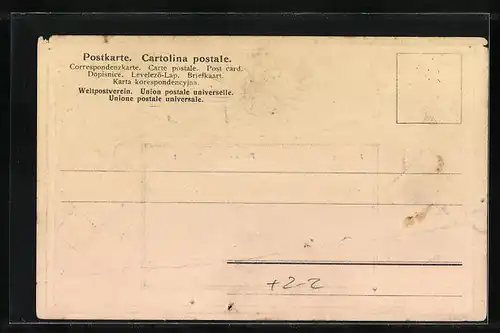 Postkarte. Cartolina postale.
Correspondenzkarte. Carte postale. Post card.
Dopisnice. Levelező-Lap. Briefkaart.
Karta korespondencyjna.
Weltpostverein. Union postale universelle.
Unione postale universale.
+2-2